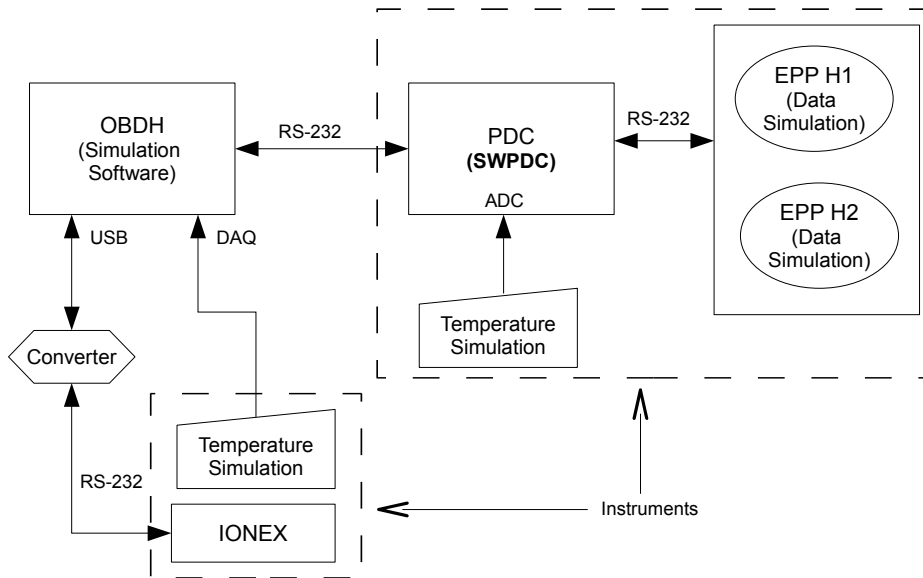 OBDH
(Simulation
Software)
RS-232
PDC
(SWPDC)
ADC
RS-232
EPP H1
(Data
Simulation)
EPP H2
(Data
Simulation)
USB
DAQ
Temperature
Simulation
Converter
Temperature
Simulation
RS-232
IONEX
Instruments